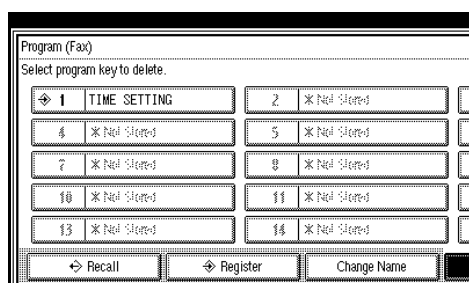 Program (Fax)
Select program key to delete.
1 TIME SETTING 2 * Not Stored
4 * Not Stored 5 * Not Stored
7 * Not Stored 8 * Not Stored
10 * Not Stored 11 * Not Stored
13 * Not Stored 14 * Not Stored
Recall Register Change Name